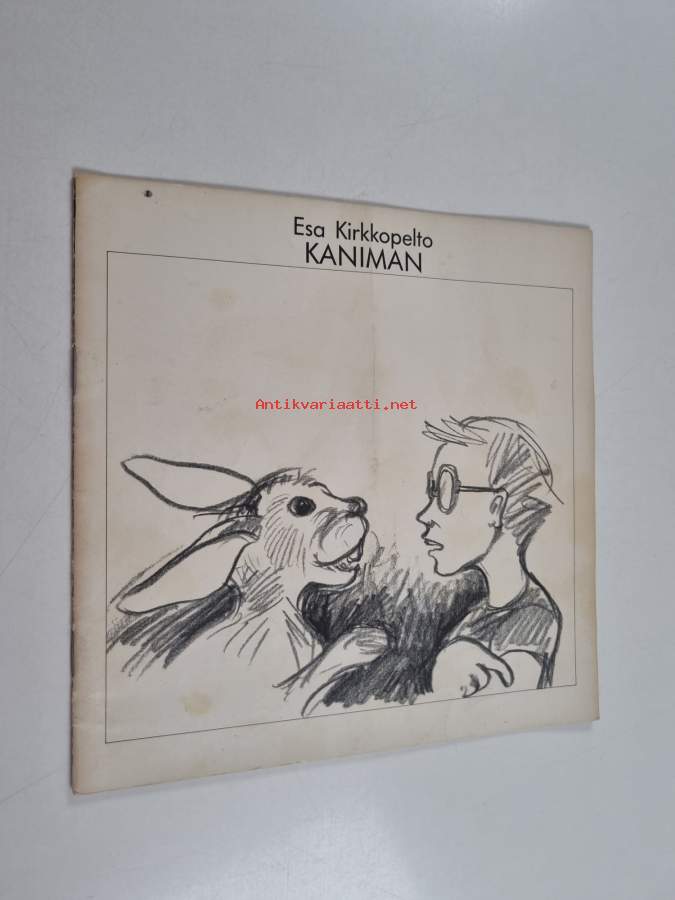 Esa Kirkkopelto
KANIMAN
Antikvariaatti.net